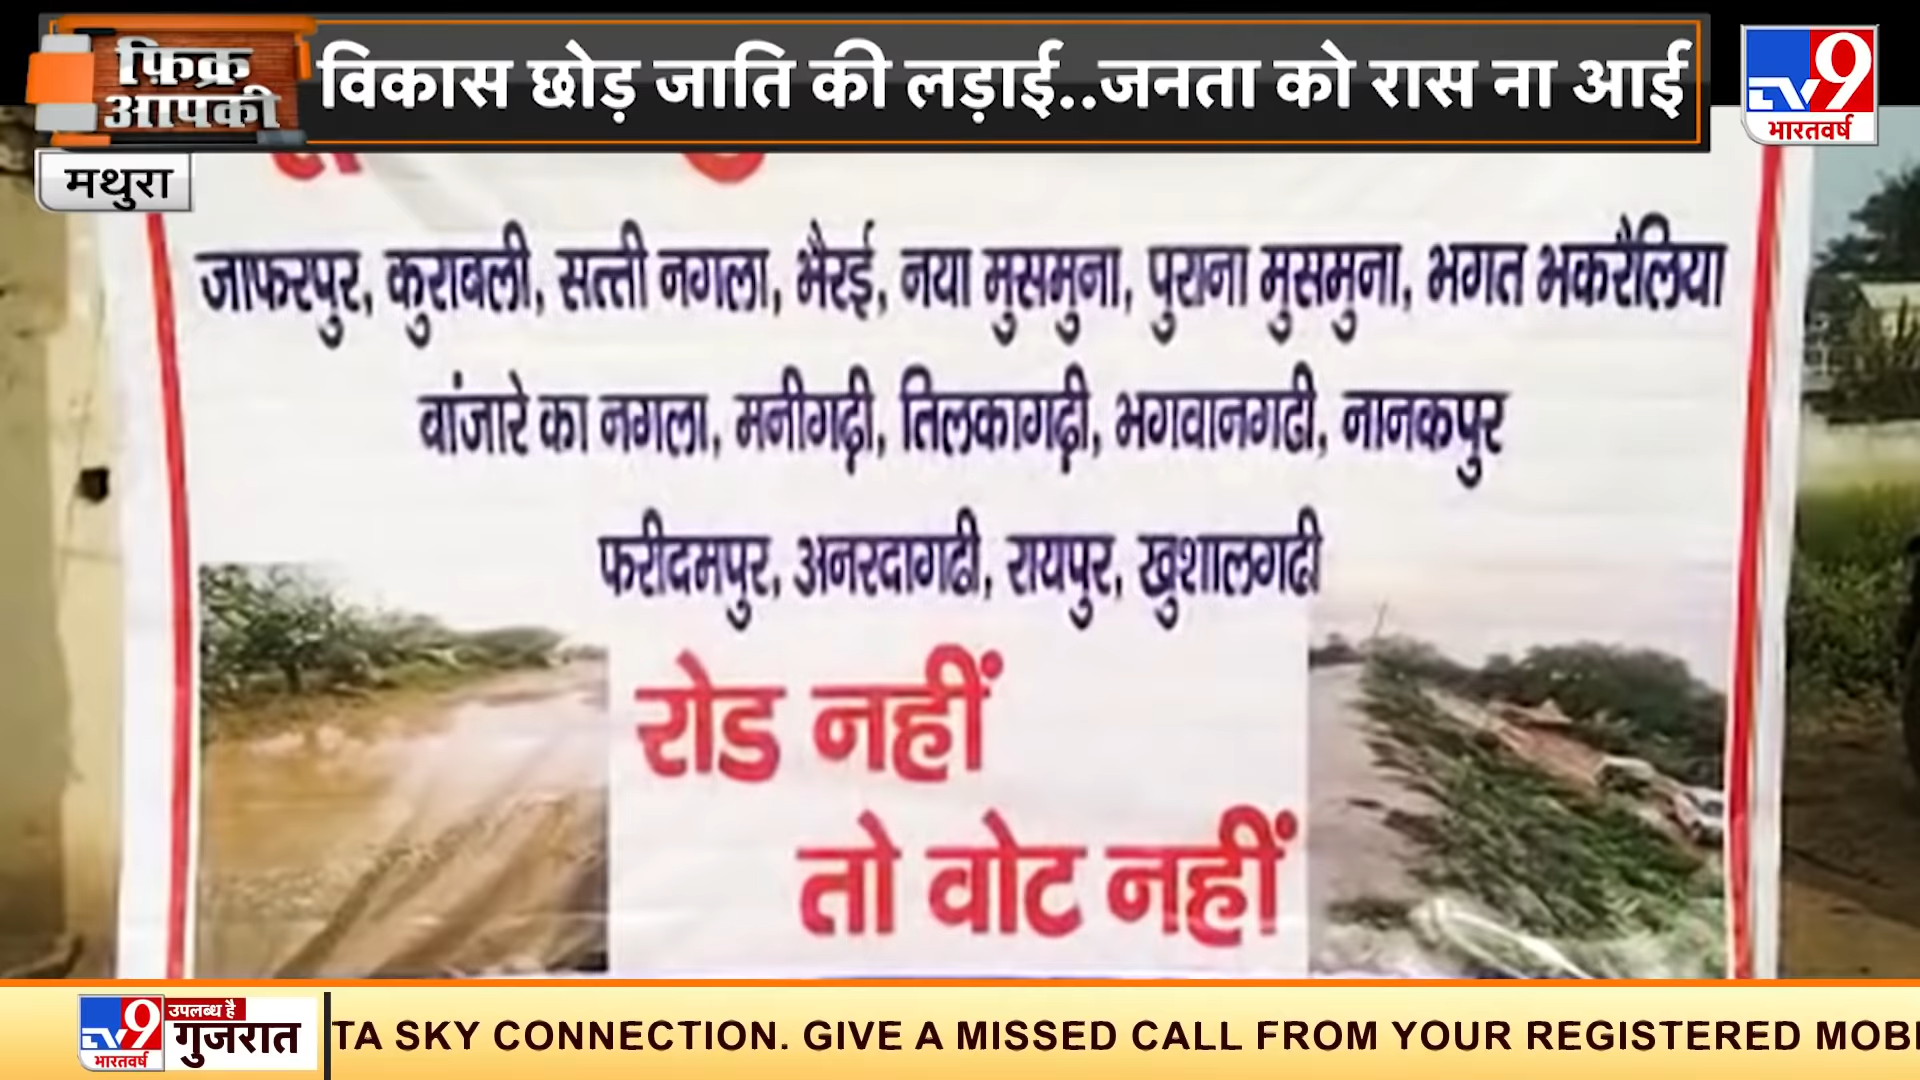 फिक्र
आपकी
विकास छोड़ जाति की लड़ाई..जनता को रास ना आई
TV9
भारतवर्ष
मथुरा
जाफरपुर, कुराबली, सत्ती नगला, भैरई, नया मुसमुना, पुराना मुसमुना, भगत भकरैलिया
बांजारे का नगला, मनीगढ़ी, तिलकागढ़ी, भगवानगढी, नानकपुर
फरीदमपुर, अनरदागढी, रायपुर, खुशालगढी
रोड नहीं
तो वोट नहीं
TV9
भारतवर्ष
उपलब्ध है
गुजरात
TA SKY CONNECTION. GIVE A MISSED CALL FROM YOUR REGISTERED MOBI